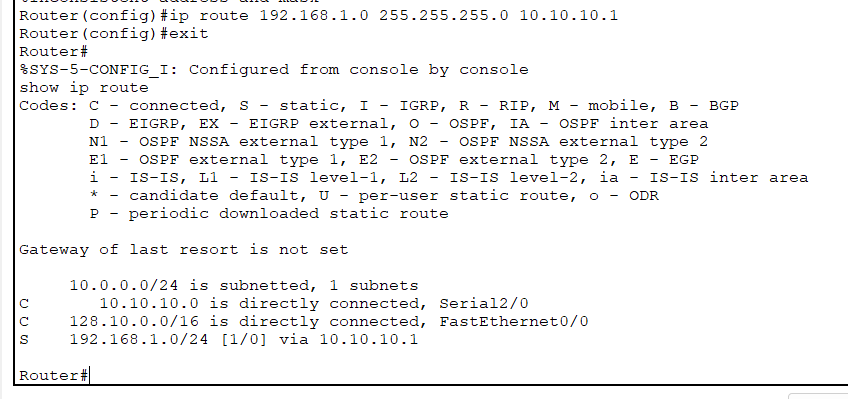 %Inconsistent address and mask
Router(config)#ip route 192.168.1.0 255.255.255.0 10.10.10.1
Router(config)#exit
Router#
%SYS-5-CONFIG_I: Configured from console by console
show ip route
Codes: C - connected, S - static, I - IGRP, R - RIP, M - mobile, B - BGP
       D - EIGRP, EX - EIGRP external, O - OSPF, IA - OSPF inter area
       N1 - OSPF NSSA external type 1, N2 - OSPF NSSA external type 2
       E1 - OSPF external type 1, E2 - OSPF external type 2, E - EGP
       i - IS-IS, L1 - IS-IS level-1, L2 - IS-IS level-2, ia - IS-IS inter area
       * - candidate default, U - per-user static route, o - ODR
       P - periodic downloaded static route

Gateway of last resort is not set

     10.0.0.0/24 is subnetted, 1 subnets
C       10.10.10.0 is directly connected, Serial2/0
C    128.10.0.0/16 is directly connected, FastEthernet0/0
S    192.168.1.0/24 [1/0] via 10.10.10.1

Router#